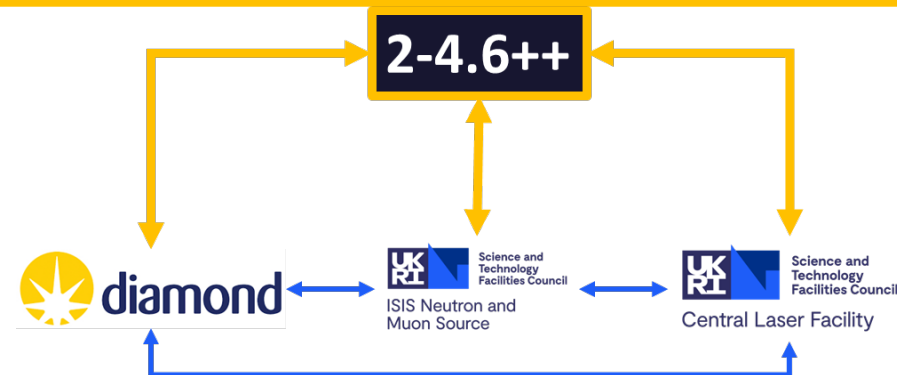 2-4.6++
diamond
UK
RI
Science and
Technology
Facilities Council
ISIS Neutron and
Muon Source
UK
RI
Science and
Technology
Facilities Council
Central Laser Facility